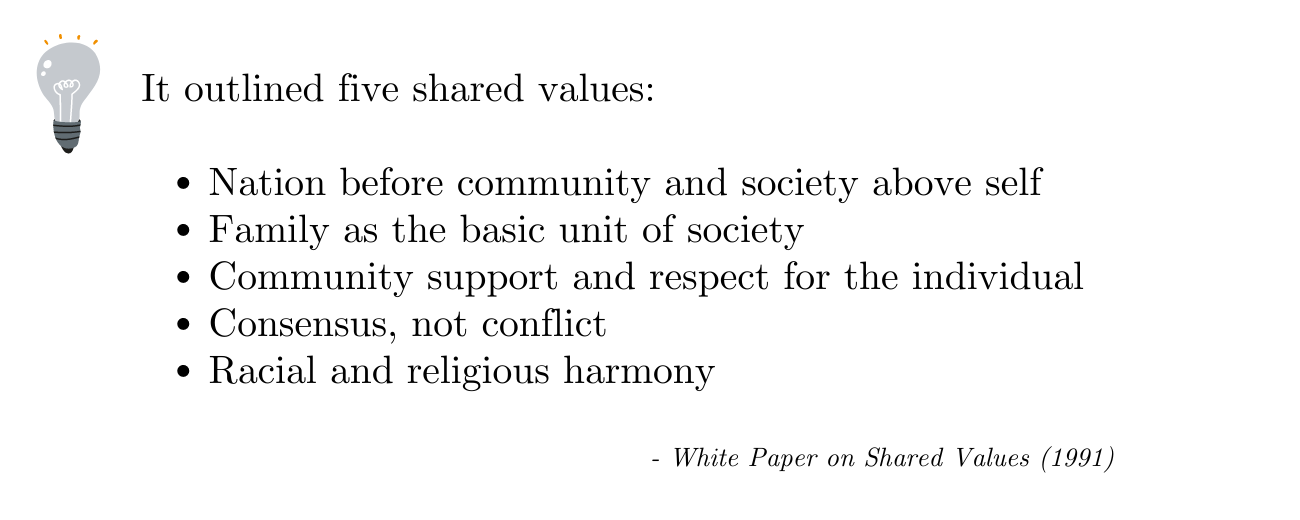 It outlined five shared values:
• Nation before community and society above self
• Family as the basic unit of society
• Community support and respect for the individual
• Consensus, not conflict
• Racial and religious harmony
- White Paper on Shared Values (1991)